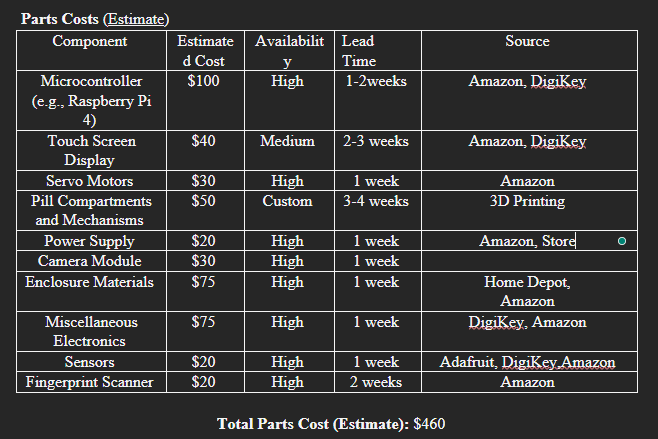 Parts Costs (Estimate)
Component Estimate Availabilit Lead Source
d Cost y Time
Microcontroller $100 High 1-2weeks Amazon, DigiKey
(e.g., Raspberry Pi
4)
Touch Screen $40 Medium 2-3 weeks Amazon, DigiKey
Display
Servo Motors $30 High 1 week Amazon
Pill Compartments $50 Custom 3-4 weeks 3D Printing
and Mechanisms
Power Supply $20 High 1 week Amazon, Store
Camera Module $30 High 1 week
Enclosure Materials $75 High 1 week Home Depot,
Amazon
Miscellaneous $75 High 1 week DigiKey, Amazon
Electronics
Sensors $20 High 1 week Adafruit, DigiKey,Amazon
Fingerprint Scanner $20 High 2 weeks Amazon
Total Parts Cost (Estimate): $460